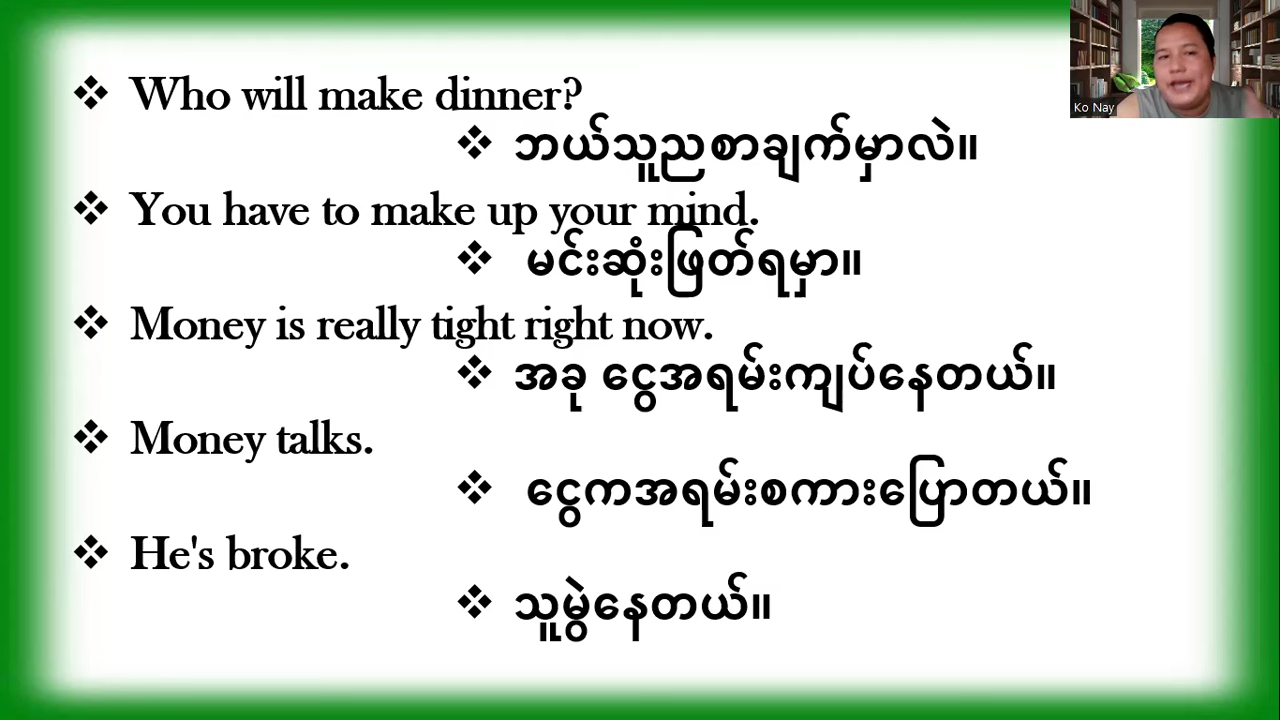 Who will make dinner?
ဘယ်သူညစာချက်မှာလဲ။
You have to make up your mind.
မင်းဆုံးဖြတ်ရမှာ။
Money is really tight right now.
အခု ငွေအရမ်းကျပ်နေတယ်။
Money talks.
ငွေကအရမ်းစကားပြောတယ်။
He's broke.
သူမွဲနေတယ်။
Ko Nay